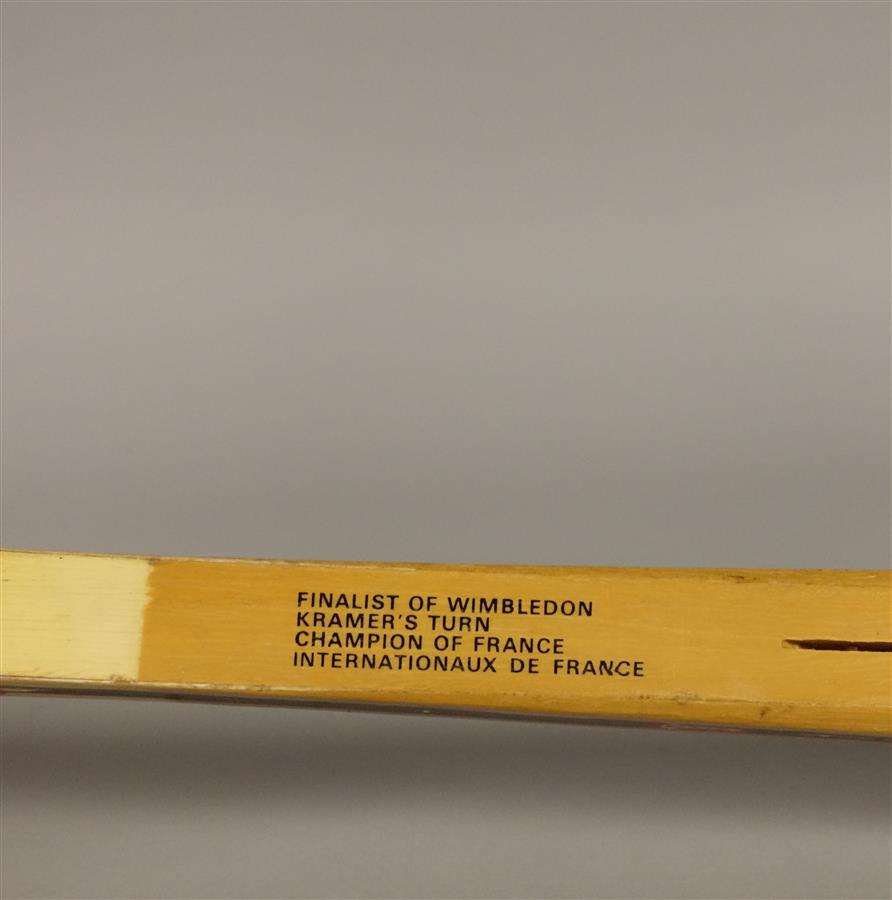 FINALIST OF WIMBLEDON
KRAMER'S TURN
CHAMPION OF FRANCE
INTERNATIONAUX DE FRANCE